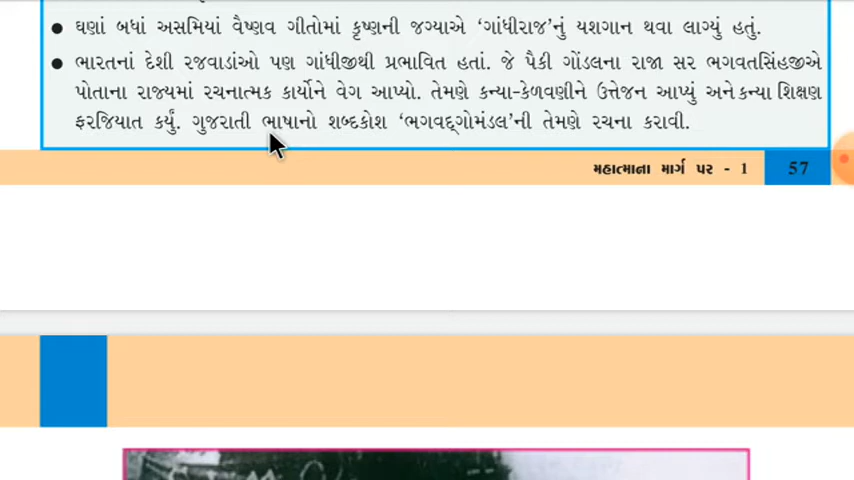 ● ઘણાં બધાં અસમિયાં વૈષ્ણવ ગીતોમાં કૃષ્ણની જગ્યાએ ‘ગાંધીરાજ’નું યશગાન થવા લાગ્યું હતું.
● ભારતનાં દેશી રજવાડાંઓ પણ ગાંધીજીથી પ્રભાવિત હતાં. જે પૈકી ગોંડલના રાજા સર ભગવતસિંહજીએ
પોતાના રાજ્યમાં રચનાત્મક કાર્યોને વેગ આપ્યો. તેમણે કન્યા-કેળવણીને ઉત્તેજન આપ્યું અને કન્યા શિક્ષણ
ફરજિયાત કર્યું. ગુજરાતી ભાષાનો શબ્દકોશ ‘ભગવદ્ગોમંડલ’ની તેમણે રચના કરાવી.
મહાત્માના માર્ગ પર - 1 57